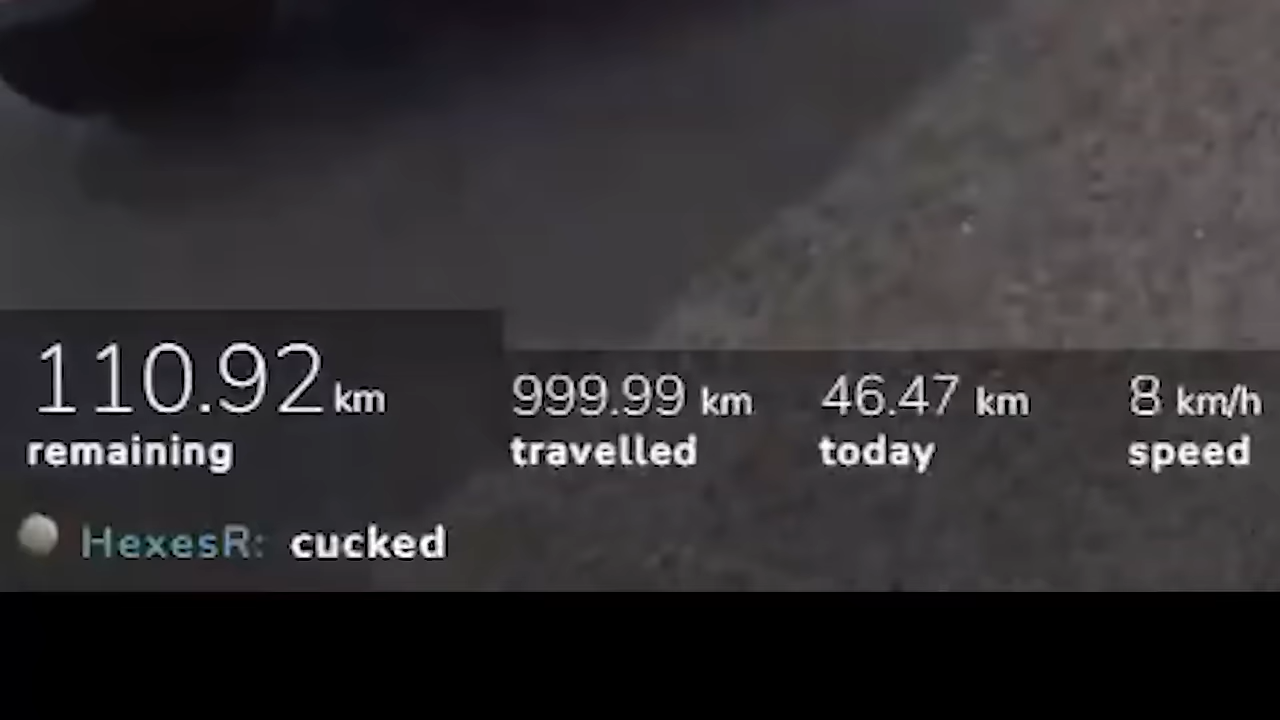 110.92 km
remaining
999.99 km
travelled
46.47 km
today
8 km/h
speed
HexesR: cucked